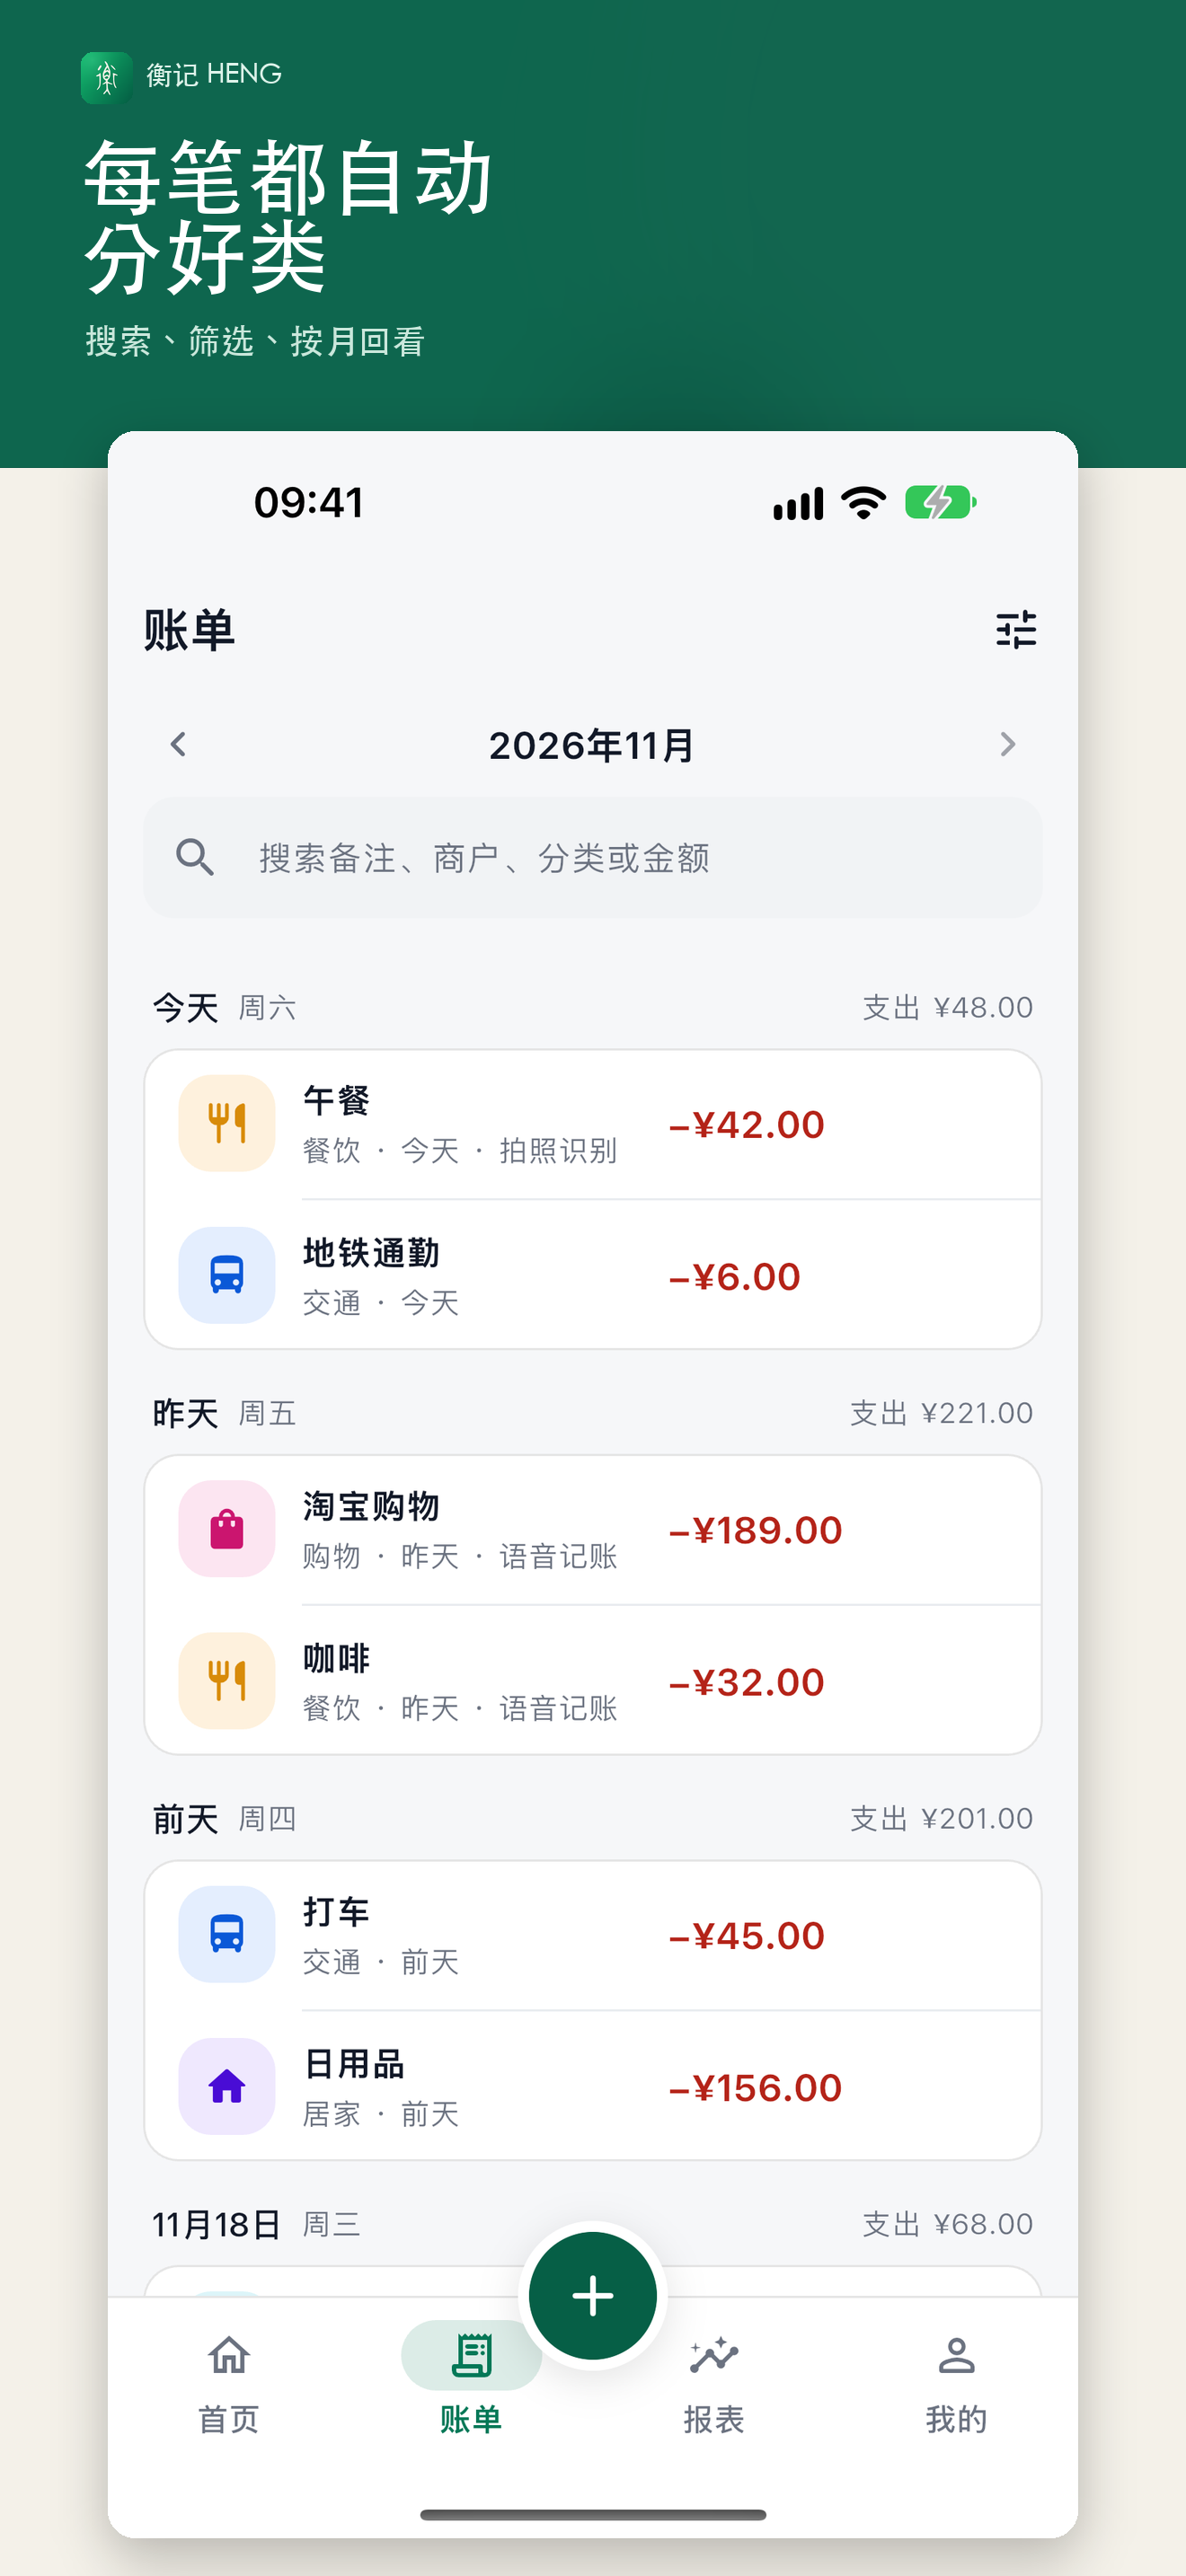 衡记 HENG
每笔都自动
分好类
搜索、筛选、按月回看
09:41
账单
2026年11月
搜索备注、商户、分类或金额
今天 周六 支出 ¥48.00
午餐
餐饮 · 今天 · 拍照识别
-¥42.00
地铁通勤
交通 · 今天
-¥6.00
昨天 周五 支出 ¥221.00
淘宝购物
购物 · 昨天 · 语音记账
-¥189.00
咖啡
餐饮 · 昨天 · 语音记账
-¥32.00
前天 周四 支出 ¥201.00
打车
交通 · 前天
-¥45.00
日用品
居家 · 前天
-¥156.00
11月18日 周三 支出 ¥68.00
首页 账单 报表 我的